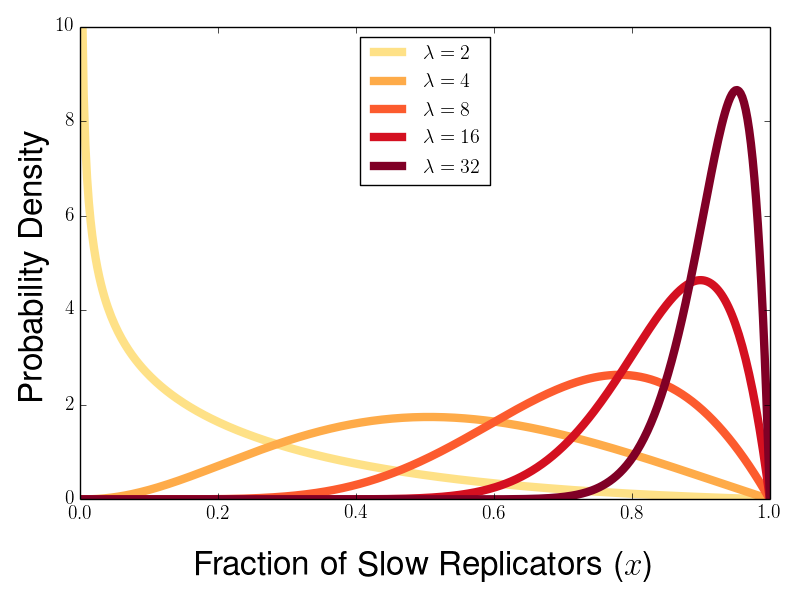 10
8
6
4
2
0
Probability Density
λ = 2
λ = 4
λ = 8
λ = 16
λ = 32
0.0 0.2 0.4 0.6 0.8 1.0
Fraction of Slow Replicators (x)